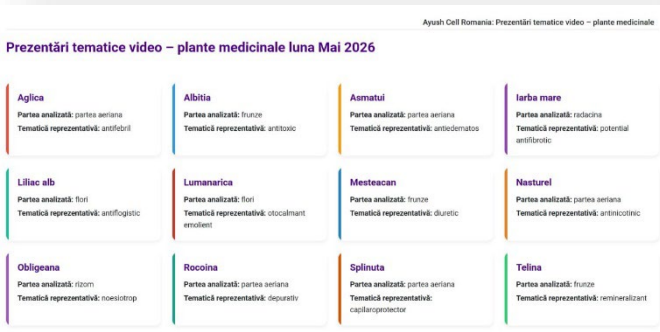 Ayush Cell Romania: Prezentări tematice video – plante medicinale
Prezentări tematice video – plante medicinale luna Mai 2026
Aglica
Partea analizată: partea aeriana
Tematică reprezentativă: antifebril
Albitia
Partea analizată: frunze
Tematică reprezentativă: antitoxic
Asmatui
Partea analizată: partea aeriana
Tematică reprezentativă: antiedematos
Iarba mare
Partea analizată: radacina
Tematică reprezentativă: potential
antifibrotic
Liliac alb
Partea analizată: flori
Tematică reprezentativă: antiflogistic
Lumanarica
Partea analizată: flori
Tematică reprezentativă: otocalmant
emolient
Mesteacan
Partea analizată: frunze
Tematică reprezentativă: diuretic
Nasturel
Partea analizată: partea aeriana
Tematică reprezentativă: antinicotinic
Obligeana
Partea analizată: rizom
Tematică reprezentativă: noesiotrop
Rocoina
Partea analizată: partea aeriana
Tematică reprezentativă: depurativ
Splinuta
Partea analizată: partea aeriana
Tematică reprezentativă:
capilaroprotector
Telina
Partea analizată: frunze
Tematică reprezentativă: remineralizant